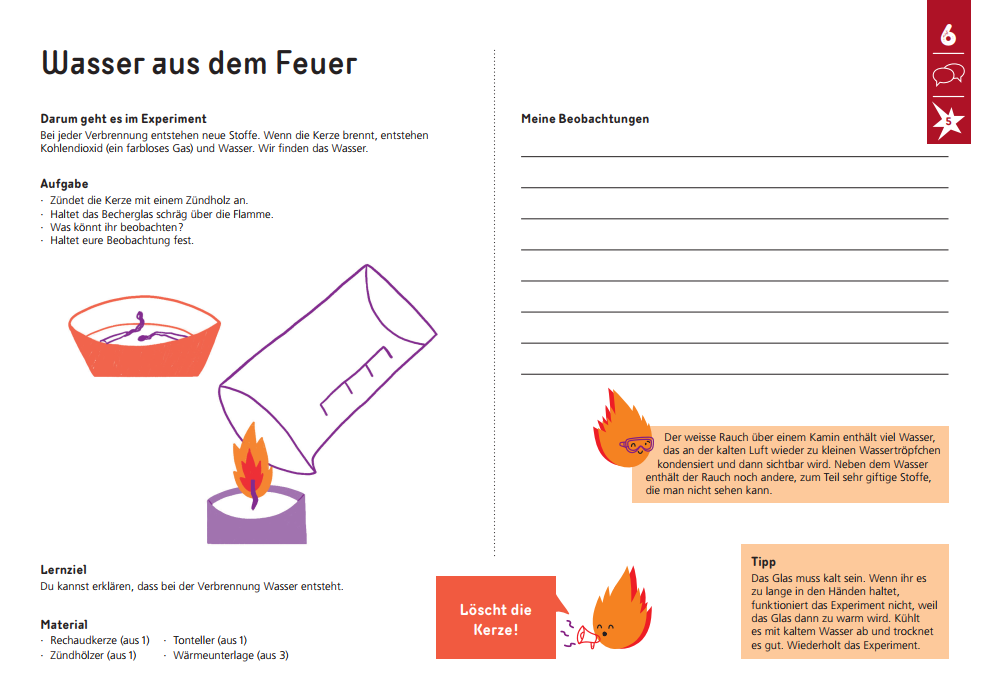 Wasser aus dem Feuer
Darum geht es im Experiment
Bei jeder Verbrennung entstehen neue Stoffe. Wenn die Kerze brennt, entstehen
Kohlendioxid (ein farbloses Gas) und Wasser. Wir finden das Wasser.
Aufgabe
· Zündet die Kerze mit einem Zündholz an.
· Haltet das Becherglas schräg über die Flamme.
· Was könnt ihr beobachten?
· Haltet eure Beobachtung fest.
Lernziel
Du kannst erklären, dass bei der Verbrennung Wasser entsteht.
Material
· Rechaudkerze (aus 1) · Tonteller (aus 1)
· Zündhölzer (aus 1) · Wärmeunterlage (aus 3)
6
5
Meine Beobachtungen
Der weisse Rauch über einem Kamin enthält viel Wasser,
das an der kalten Luft wieder zu kleinen Wassertröpfchen
kondensiert und dann sichtbar wird. Neben dem Wasser
enthält der Rauch noch andere, zum Teil sehr giftige Stoffe,
die man nicht sehen kann.
Löscht die
Kerze!
Tipp
Das Glas muss kalt sein. Wenn ihr es
zu lange in den Händen haltet,
funktioniert das Experiment nicht, weil
das Glas dann zu warm wird. Kühlt
es mit kaltem Wasser ab und trocknet
es gut. Wiederholt das Experiment.